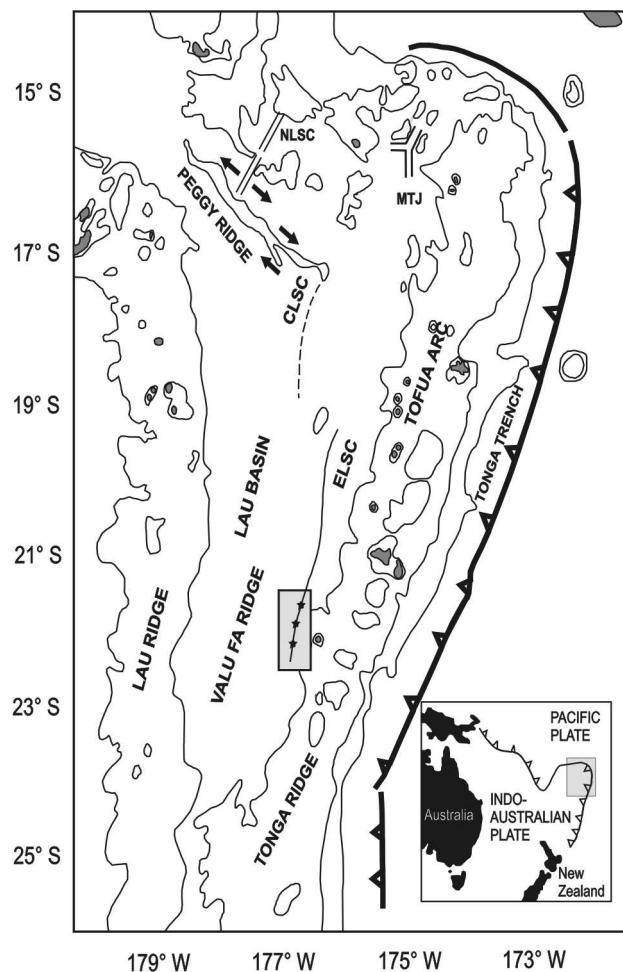 15° S
17° S
19° S
21° S
23° S
25° S
NLSC
MTJ
PEGGY RIDGE
CLSC
TOFUA ARC
TONGA TRENCH
ELSC
LAU BASIN
VALU FA RIDGE
LAU RIDGE
TONGA RIDGE
PACIFIC
PLATE
INDO-
AUSTRALIAN
PLATE
Australia
New
Zealand
179° W
177° W
175° W
173° W